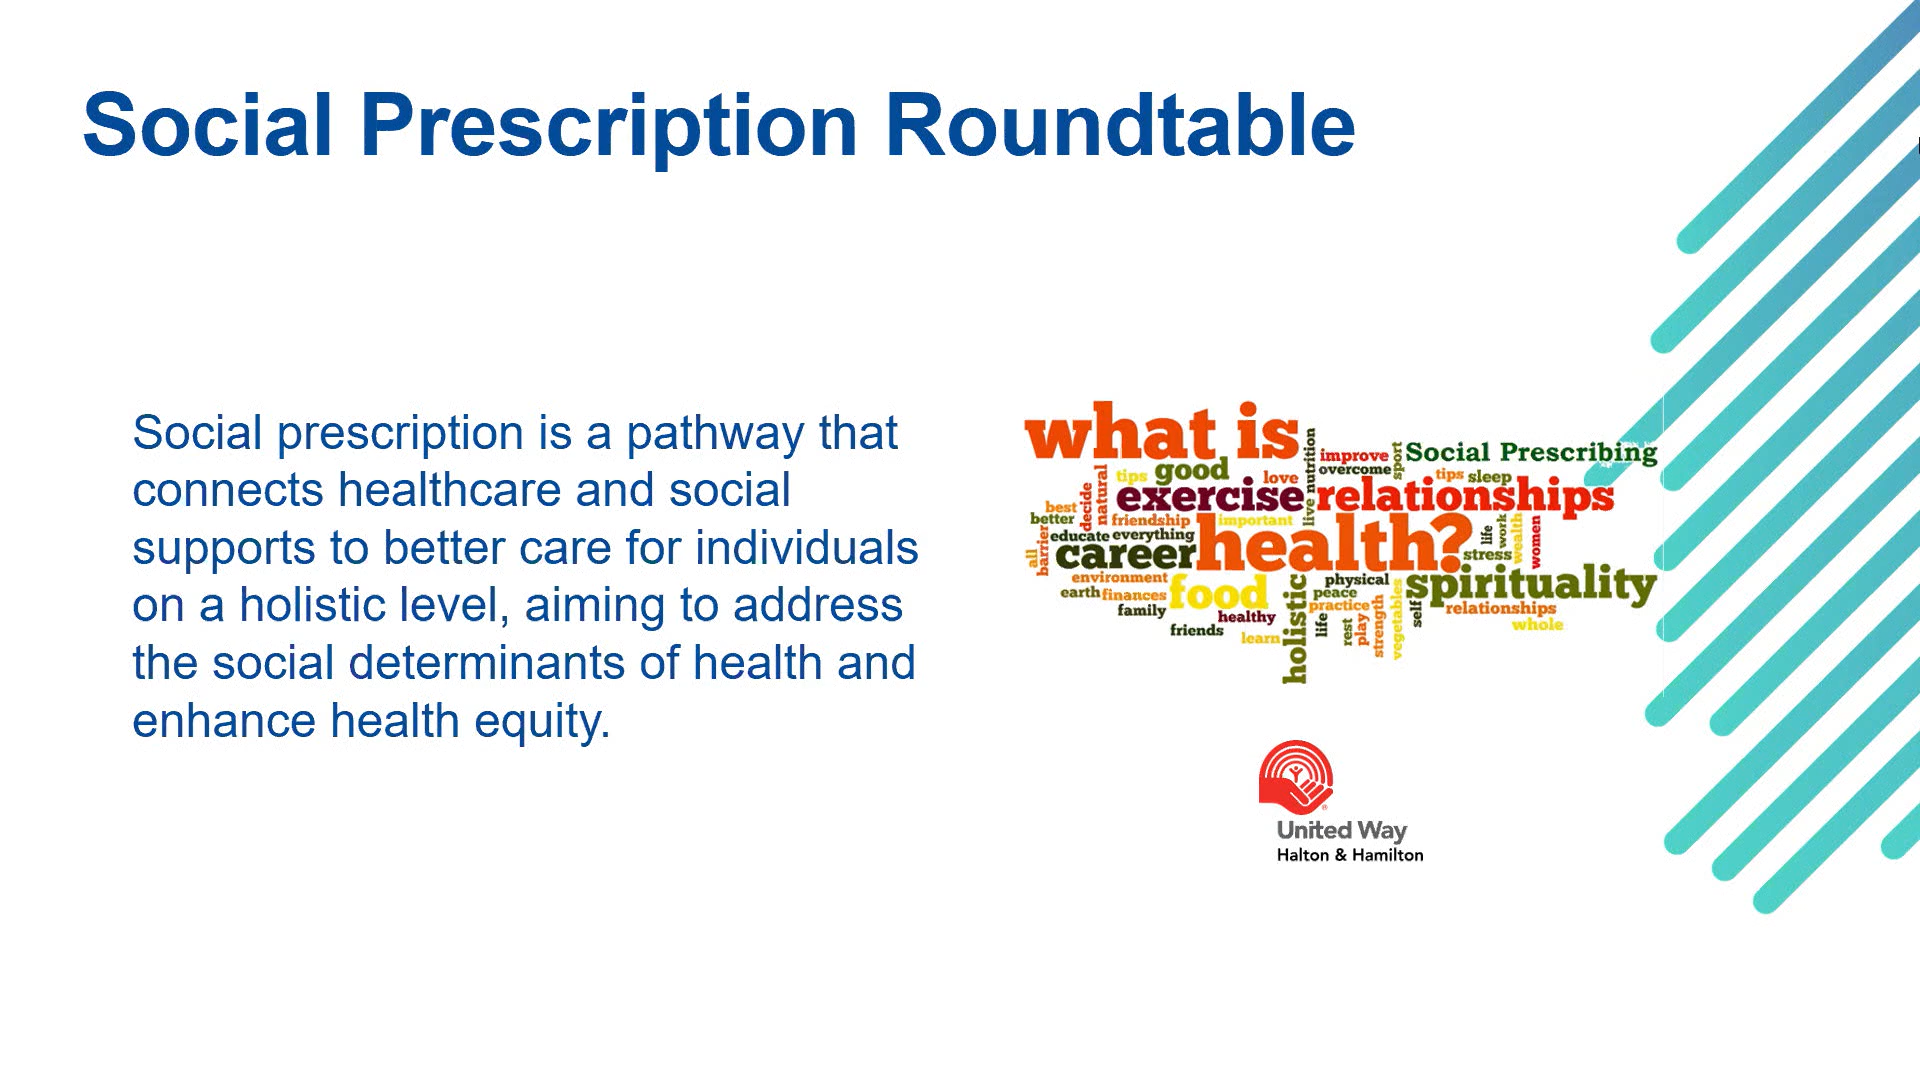 Social Prescription Roundtable
Social prescription is a pathway that
connects healthcare and social
supports to better care for individuals
on a holistic level, aiming to address
the social determinants of health and
enhance health equity.
what is
nutrition
improve
overcome
sport
Social Prescribing
tips
good
love
tips
sleep
natural
decide
exercise
live
relationships
best
better
friendship
important
all
barrier
educate
everything
career
health?
life
work
wealth
women
stress
environment
food
holistic
physical
spirituality
earth
finances
peace
practice
vegetables
self
relationships
family
healthy
life
rest
play
strength
whole
friends
learn
United Way
Halton & Hamilton